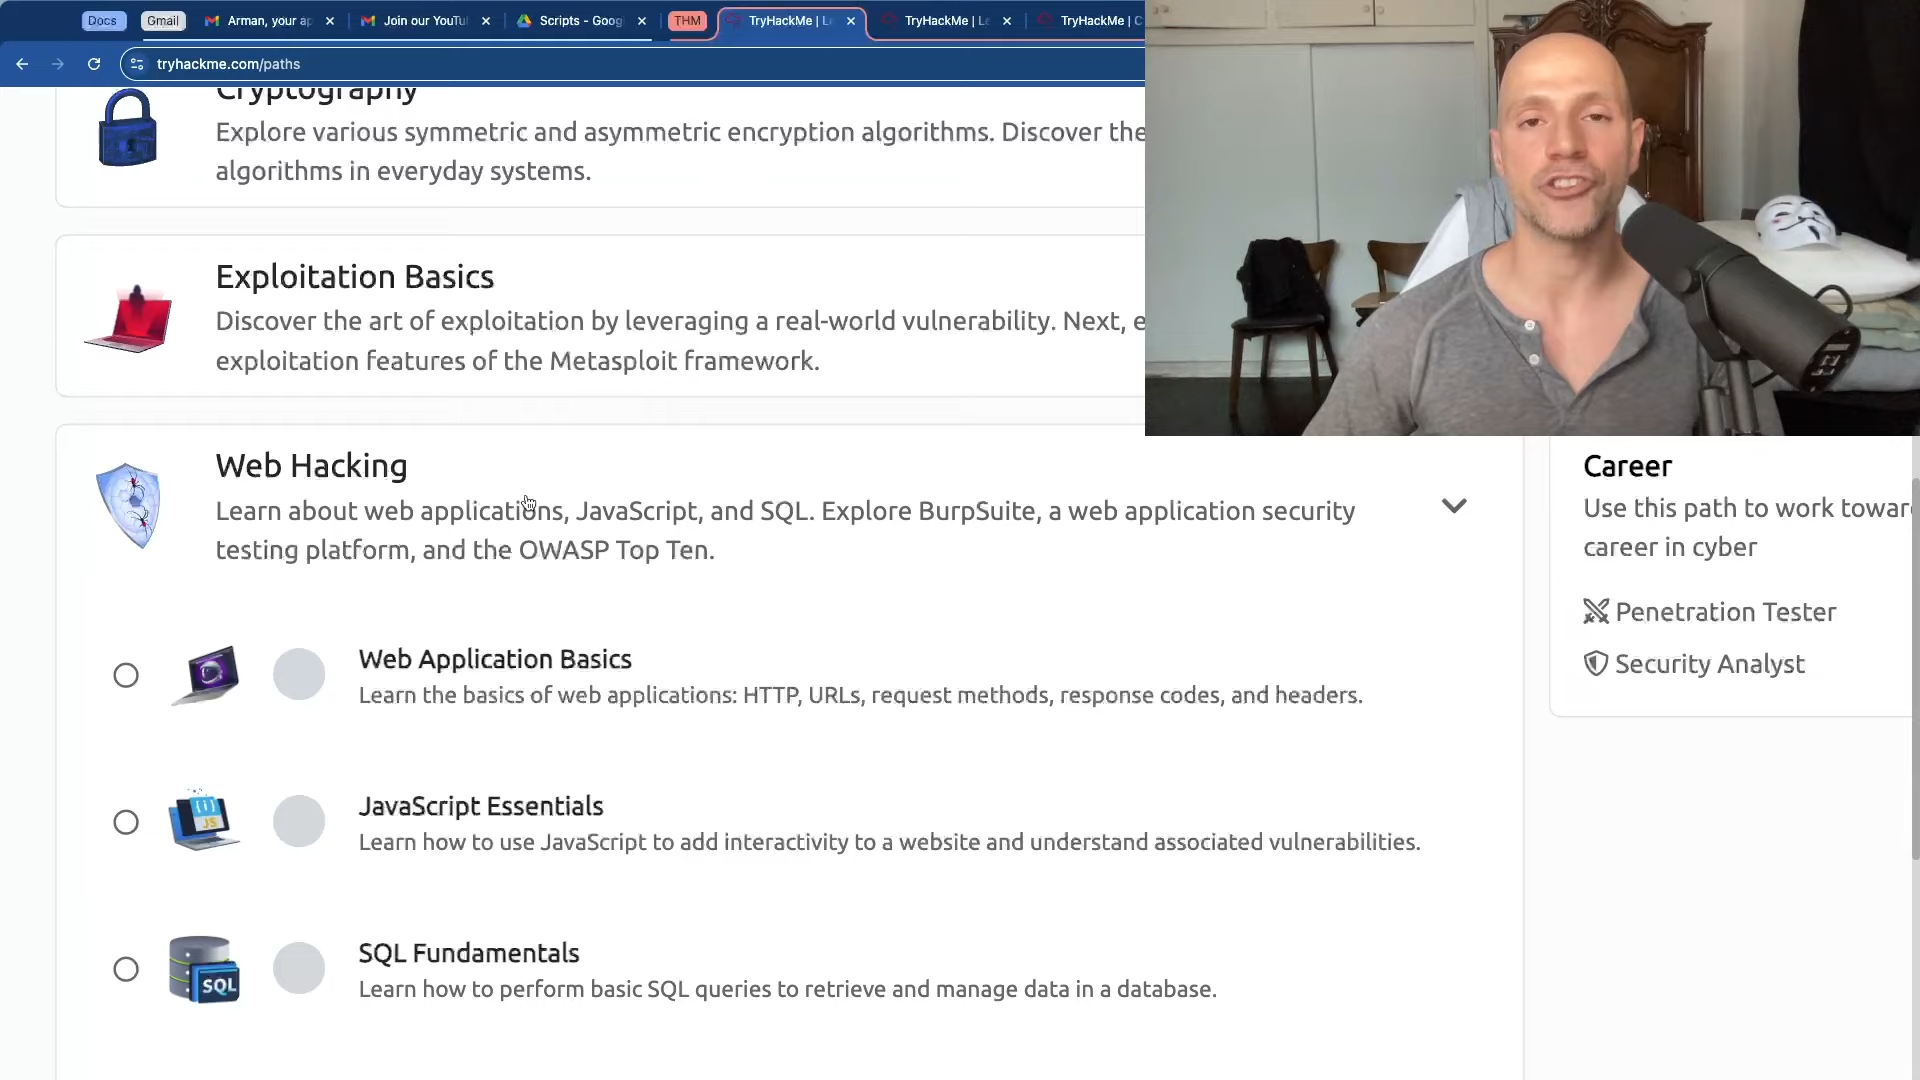 Docs
Gmail
Arman, your ap
Join our YouTu
Scripts - Goog
THM
TryHackMe | Le
TryHackMe | Le
TryHackMe | C
tryhackme.com/paths
Cryptography
Explore various symmetric and asymmetric encryption algorithms. Discover the
algorithms in everyday systems.
Exploitation Basics
Discover the art of exploitation by leveraging a real-world vulnerability. Next, e
exploitation features of the Metasploit framework.
Web Hacking
Learn about web applications, JavaScript, and SQL. Explore BurpSuite, a web application security
testing platform, and the OWASP Top Ten.
Career
Use this path to work towar
career in cyber
Penetration Tester
Security Analyst
Web Application Basics
Learn the basics of web applications: HTTP, URLs, request methods, response codes, and headers.
{i}
JS
JavaScript Essentials
Learn how to use JavaScript to add interactivity to a website and understand associated vulnerabilities.
SQL
SQL Fundamentals
Learn how to perform basic SQL queries to retrieve and manage data in a database.